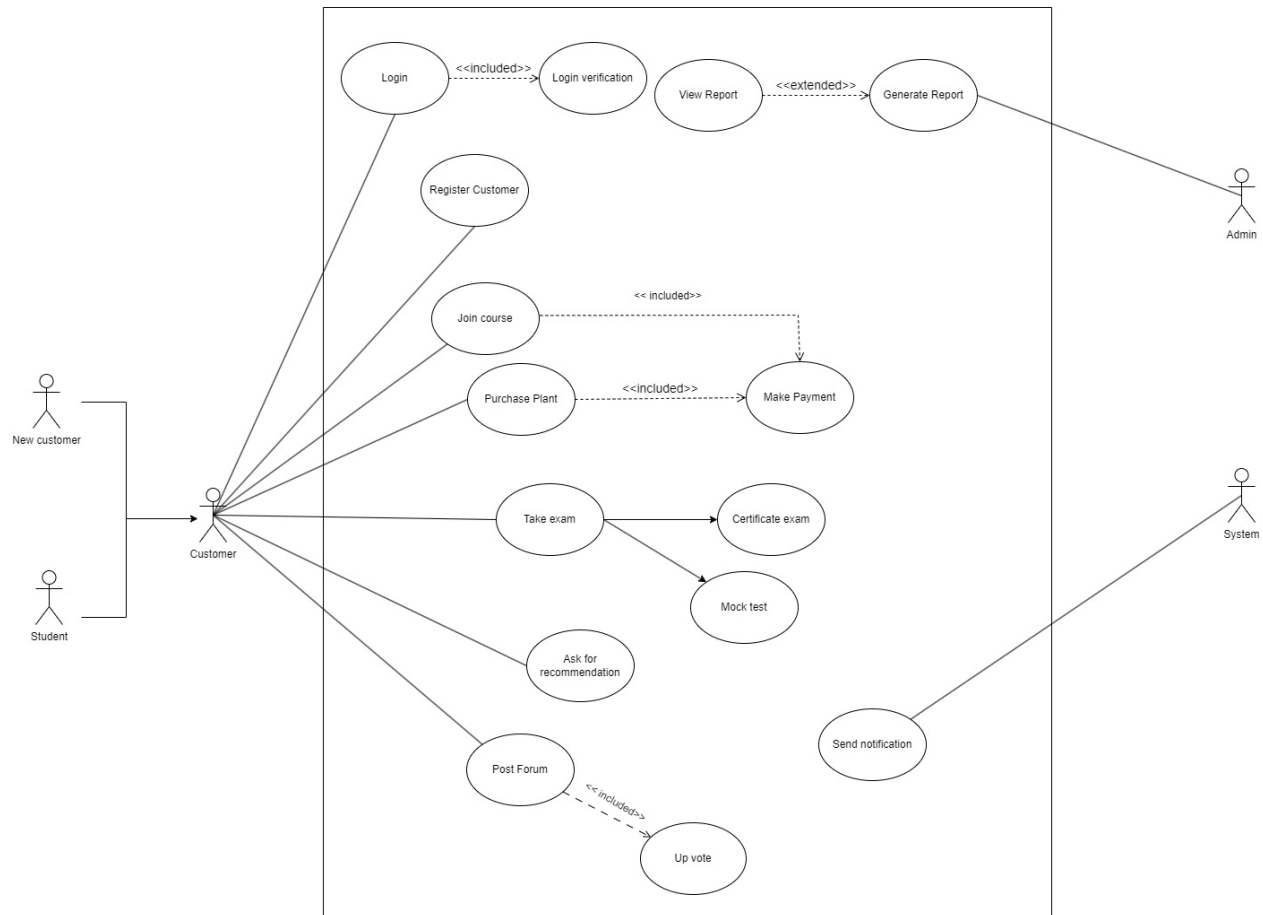 Login
<<included>>
Login verification
View Report
<<extended>>
Generate Report
Register Customer
Admin
Join course
<< included>>
Purchase Plant
<<included>>
Make Payment
New customer
Customer
Take exam
Certificate exam
System
Mock test
Student
Ask for
recommendation
Send notification
Post Forum
<< included>>
Up vote